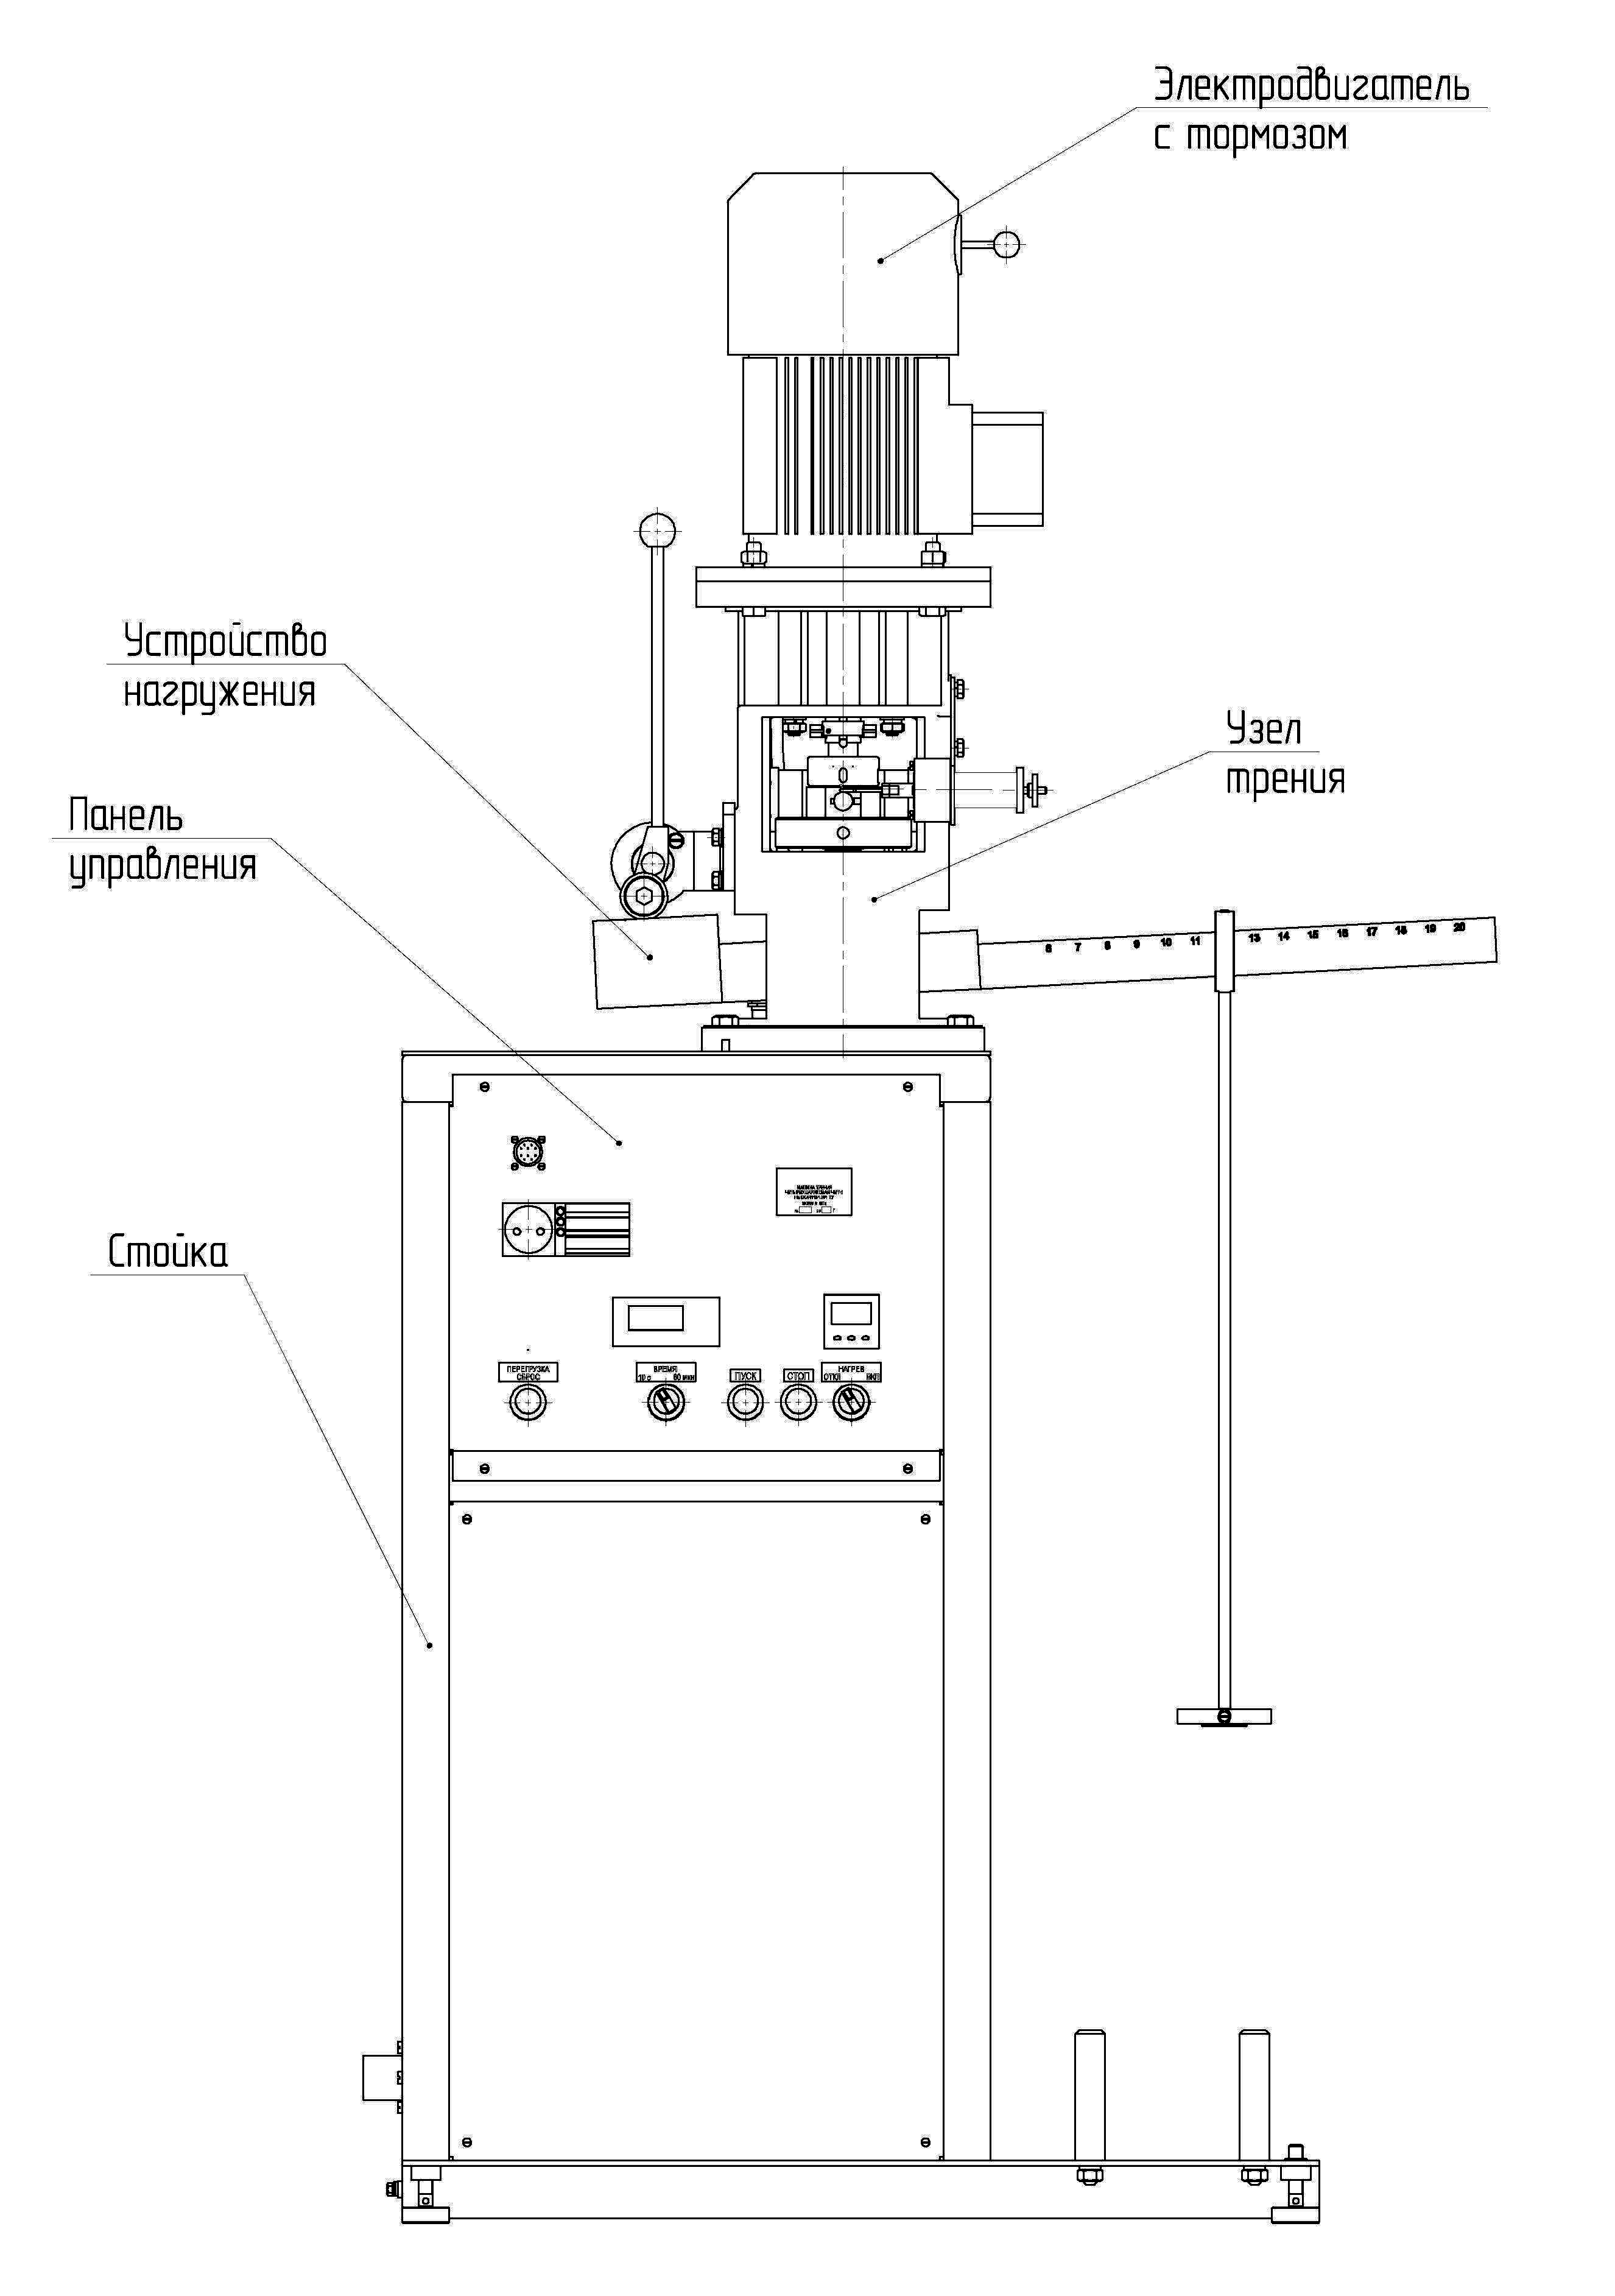 Электродвигатель
с тормозом
Устройство
нагружения
Узел
трения
Панель
управления
6 7 8 9 10 11 13 14 15 16 17 18 19 20
Стойка
ПЕРЕГРУЗКА
СБРОС
ВРЕМЯ
10 с 60 мин
ПУСК
СТОП
НАГРЕВ
ОТКЛ ВКЛ